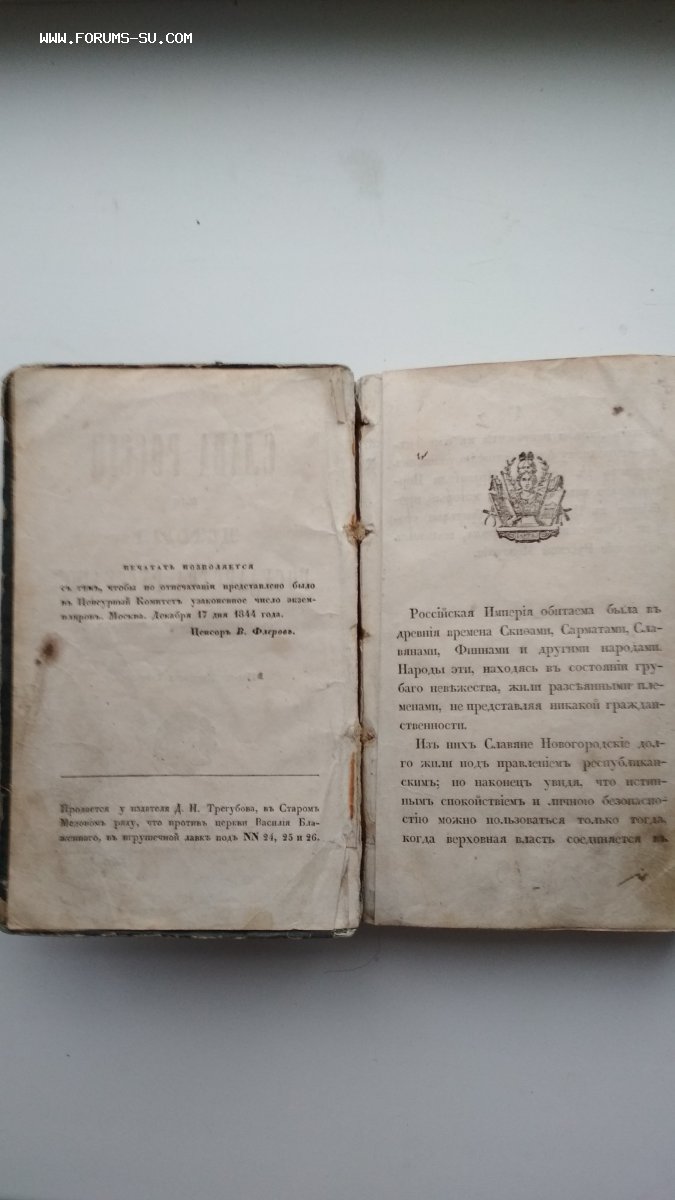 WWW.FORUMS-SU.COM
ПЕЧАТАТЬ ПОЗВОЛЯЕТСЯ
съ тѣмъ, чтобы по отпечатаніи представлено было
въ Ценсурный Комитетъ узаконенное число экзем-
пляровъ. Москва. Декабря 17 дня 1844 года.
Ценсоръ В. Флеровъ.
Продается у издателя Д. И. Трегубова, въ Старомъ
Медовомъ ряду, что противъ церкви Василія Бла-
женнаго, въ игрушечной лавкѣ подъ NN 24, 25 и 26.
Россійская Имперія обитаема была въ
древнія времена Скиѳами, Сарматами, Сла-
вянами, Финнами и другими народами.
Народы эти, находясь въ состояніи гру-
баго невѣжества, жили разсѣянными пле-
менами, не представляя никакой граждан-
ственности.
Изъ нихъ Славяне Новогородскіе дол-
го жили подъ правленіемъ республикан-
скимъ; но наконецъ увидя, что истин-
нымъ спокойствіемъ и личною безопасно-
стію можно пользоваться только тогда,
когда верховная власть соединяется въ